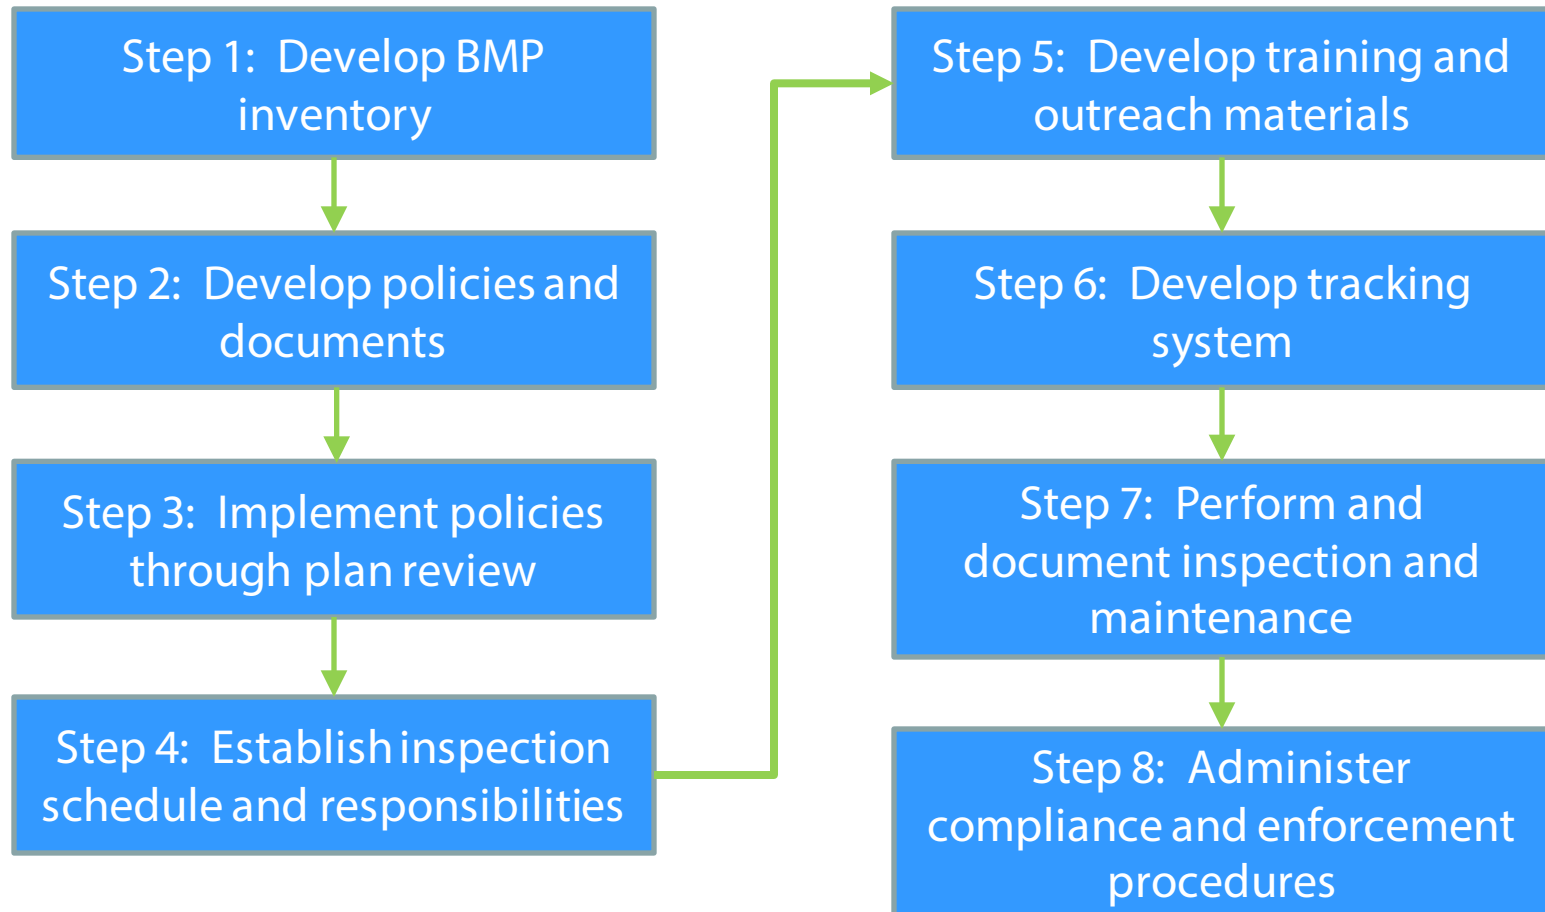 Step 1: Develop BMP
inventory
Step 2: Develop policies and
documents
Step 3: Implement policies
through plan review
Step 4: Establish inspection
schedule and responsibilities
Step 5: Develop training and
outreach materials
Step 6: Develop tracking
system
Step 7: Perform and
document inspection and
maintenance
Step 8: Administer
compliance and enforcement
procedures